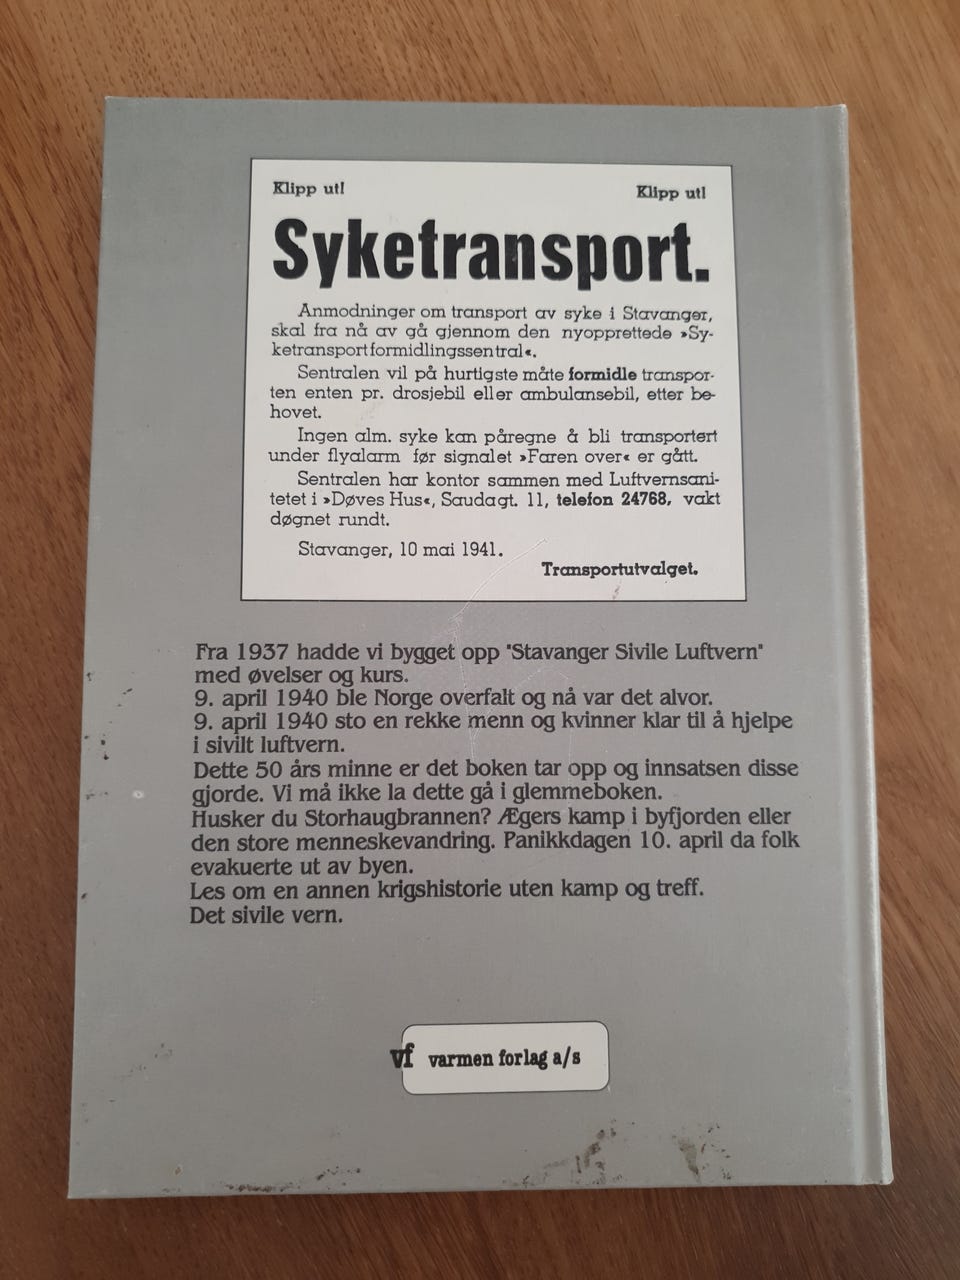 Klipp ut! Klipp ut!
Syketransport.
Anmodninger om transport av syke i Stavanger,
skal fra nå av gå gjennom den nyopprettede »Sy-
ketransportformidlingssentral«.
Sentralen vil på hurtigste måte formidle transpor-
ten enten pr. drosjebil eller ambulansebil, etter be-
hovet.
Ingen alm. syke kan påregne å bli transportert
under flyalarm før signalet »Faren over« er gått.
Sentralen har kontor sammen med Luftvernsani-
tetet i »Døves Hus«, Saudagt. 11, telefon 24768, vakt
døgnet rundt.
Stavanger, 10 mai 1941.
Transportutvalget.
Fra 1937 hadde vi bygget opp "Stavanger Sivile Luftvern"
med øvelser og kurs.
9. april 1940 ble Norge overfalt og nå var det alvor.
9. april 1940 sto en rekke menn og kvinner klar til å hjelpe
i sivilt luftvern.
Dette 50 års minne er det boken tar opp og innsatsen disse
gjorde. Vi må ikke la dette gå i glemmeboken.
Husker du Storhaugbrannen? Ægers kamp i byfjorden eller
den store menneskevandring. Panikkdagen 10. april da folk
evakuerte ut av byen.
Les om en annen krigshistorie uten kamp og treff.
Det sivile vern.
vf varmen forlag a/s